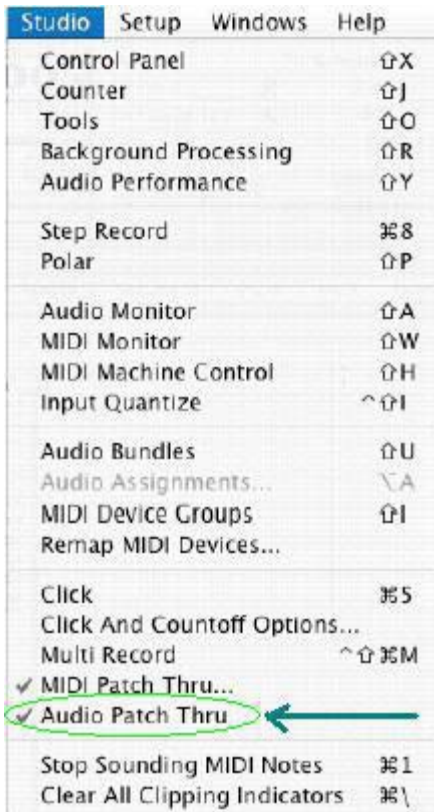 Studio Setup Windows Help
Control Panel ⇧X
Counter ⇧J
Tools ⇧O
Background Processing ⇧R
Audio Performance ⇧Y
Step Record ⌘8
Polar ⇧P
Audio Monitor ⇧A
MIDI Monitor ⇧W
MIDI Machine Control ⇧H
Input Quantize ^⇧I
Audio Bundles ⇧U
Audio Assignments... ⌥A
MIDI Device Groups ⇧I
Remap MIDI Devices...
Click ⌘5
Click And Countoff Options...
Multi Record ^⇧⌘M
✓ MIDI Patch Thru...
✓ Audio Patch Thru
Stop Sounding MIDI Notes ⌘1
Clear All Clipping Indicators ⌘\